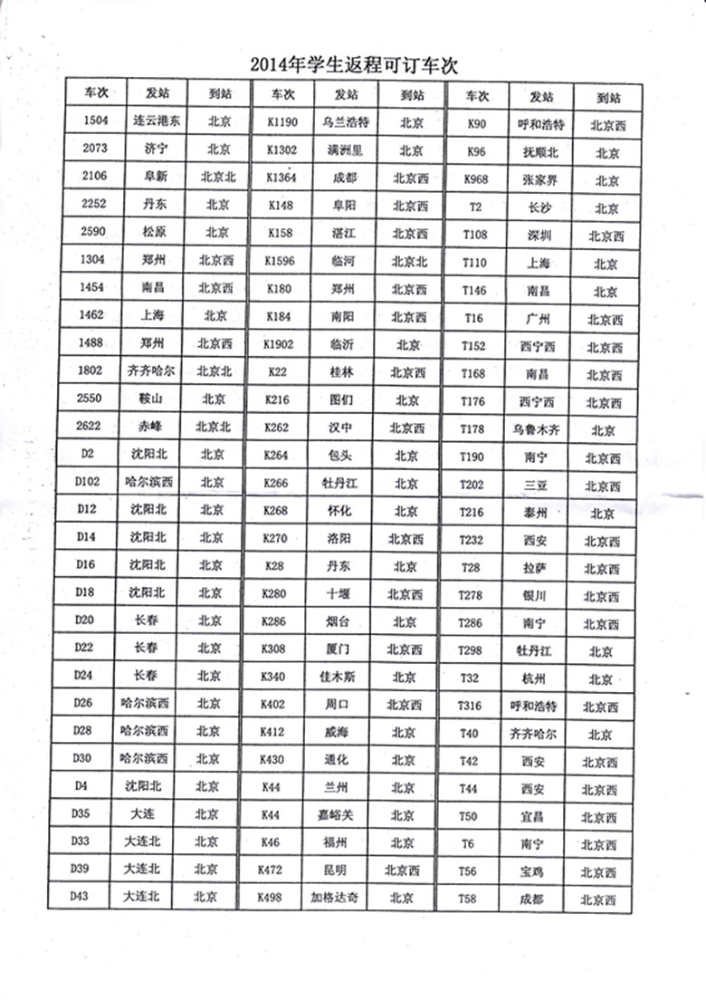 2014年学生返程可订车次
车次 发站 到站 车次 发站 到站 车次 发站 到站
1504 连云港东 北京 K1190 乌兰浩特 北京 K90 呼和浩特 北京西
2073 济宁 北京 K1302 满洲里 北京 K96 抚顺北 北京
2106 阜新 北京北 K1364 成都 北京西 K968 张家界 北京
2252 丹东 北京 K148 阜阳 北京西 T2 长沙 北京
2590 松原 北京 K158 湛江 北京西 T108 深圳 北京西
1304 郑州 北京西 K1596 临河 北京北 T110 上海 北京
1454 南昌 北京西 K180 郑州 北京西 T146 南昌 北京
1462 上海 北京 K184 南阳 北京西 T16 广州 北京西
1488 郑州 北京西 K1902 临沂 北京 T152 西宁西 北京西
1802 齐齐哈尔 北京北 K22 桂林 北京西 T168 南昌 北京西
2550 鞍山 北京 K216 图们 北京 T176 西宁西 北京西
2622 赤峰 北京北 K262 汉中 北京西 T178 乌鲁木齐 北京
D2 沈阳北 北京 K264 包头 北京 T190 南宁 北京西
D102 哈尔滨西 北京 K266 牡丹江 北京 T202 三亚 北京西
D12 沈阳北 北京 K268 怀化 北京 T216 泰州 北京
D14 沈阳北 北京 K270 洛阳 北京西 T232 西安 北京西
D16 沈阳北 北京 K28 丹东 北京 T28 拉萨 北京西
D18 沈阳北 北京 K280 十堰 北京西 T278 银川 北京西
D20 长春 北京 K286 烟台 北京 T286 南宁 北京西
D22 长春 北京 K308 厦门 北京西 T298 牡丹江 北京
D24 长春 北京 K340 佳木斯 北京 T32 杭州 北京
D26 哈尔滨西 北京 K402 周口 北京西 T316 呼和浩特 北京西
D28 哈尔滨西 北京 K412 威海 北京 T40 齐齐哈尔 北京
D30 哈尔滨西 北京 K430 通化 北京 T42 西安 北京西
D4 沈阳北 北京 K44 兰州 北京 T44 西安 北京西
D35 大连 北京 K44 嘉峪关 北京 T50 宜昌 北京西
D33 大连北 北京 K46 福州 北京 T6 南宁 北京西
D39 大连北 北京 K472 昆明 北京西 T56 宝鸡 北京西
D43 大连北 北京 K498 加格达奇 北京 T58 成都 北京西